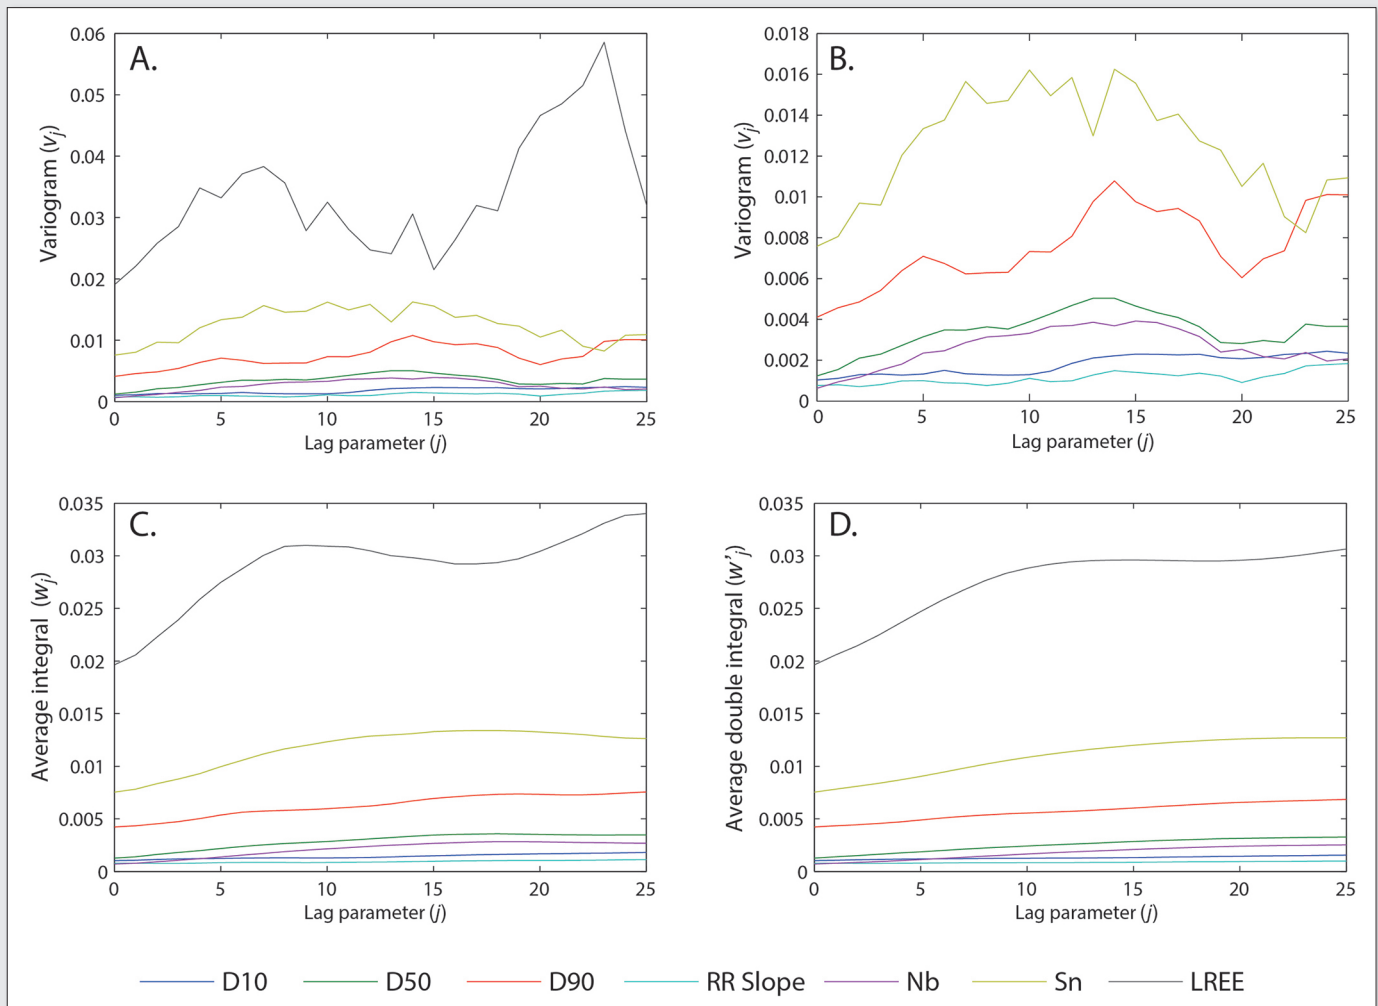 A.
Variogram (vj)
0.06
0.05
0.04
0.03
0.02
0.01
0
0 5 10 15 20 25
Lag parameter (j)
B.
Variogram (vj)
0.018
0.016
0.014
0.012
0.01
0.008
0.006
0.004
0.002
0
0 5 10 15 20 25
Lag parameter (j)
C.
Average integral (wj)
0.035
0.03
0.025
0.02
0.015
0.01
0.005
0
0 5 10 15 20 25
Lag parameter (j)
D.
Average double integral (w’j)
0.035
0.03
0.025
0.02
0.015
0.01
0.005
0
0 5 10 15 20 25
Lag parameter (j)
D10 D50 D90 RR Slope Nb Sn LREE